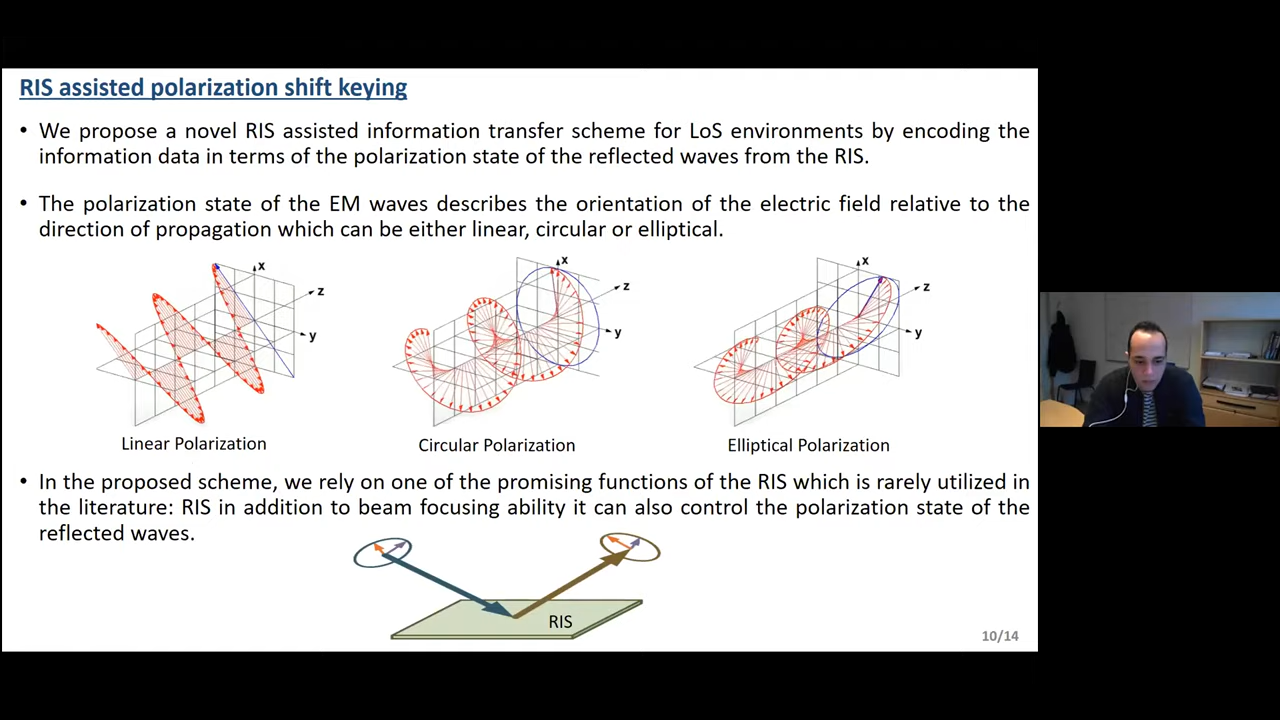 RIS assisted polarization shift keying
• We propose a novel RIS assisted information transfer scheme for LoS environments by encoding the
information data in terms of the polarization state of the reflected waves from the RIS.
• The polarization state of the EM waves describes the orientation of the electric field relative to the
direction of propagation which can be either linear, circular or elliptical.
x
z
y
x
z
y
x
z
y
Linear Polarization
Circular Polarization
Elliptical Polarization
• In the proposed scheme, we rely on one of the promising functions of the RIS which is rarely utilized in
the literature: RIS in addition to beam focusing ability it can also control the polarization state of the
reflected waves.
RIS
10/14